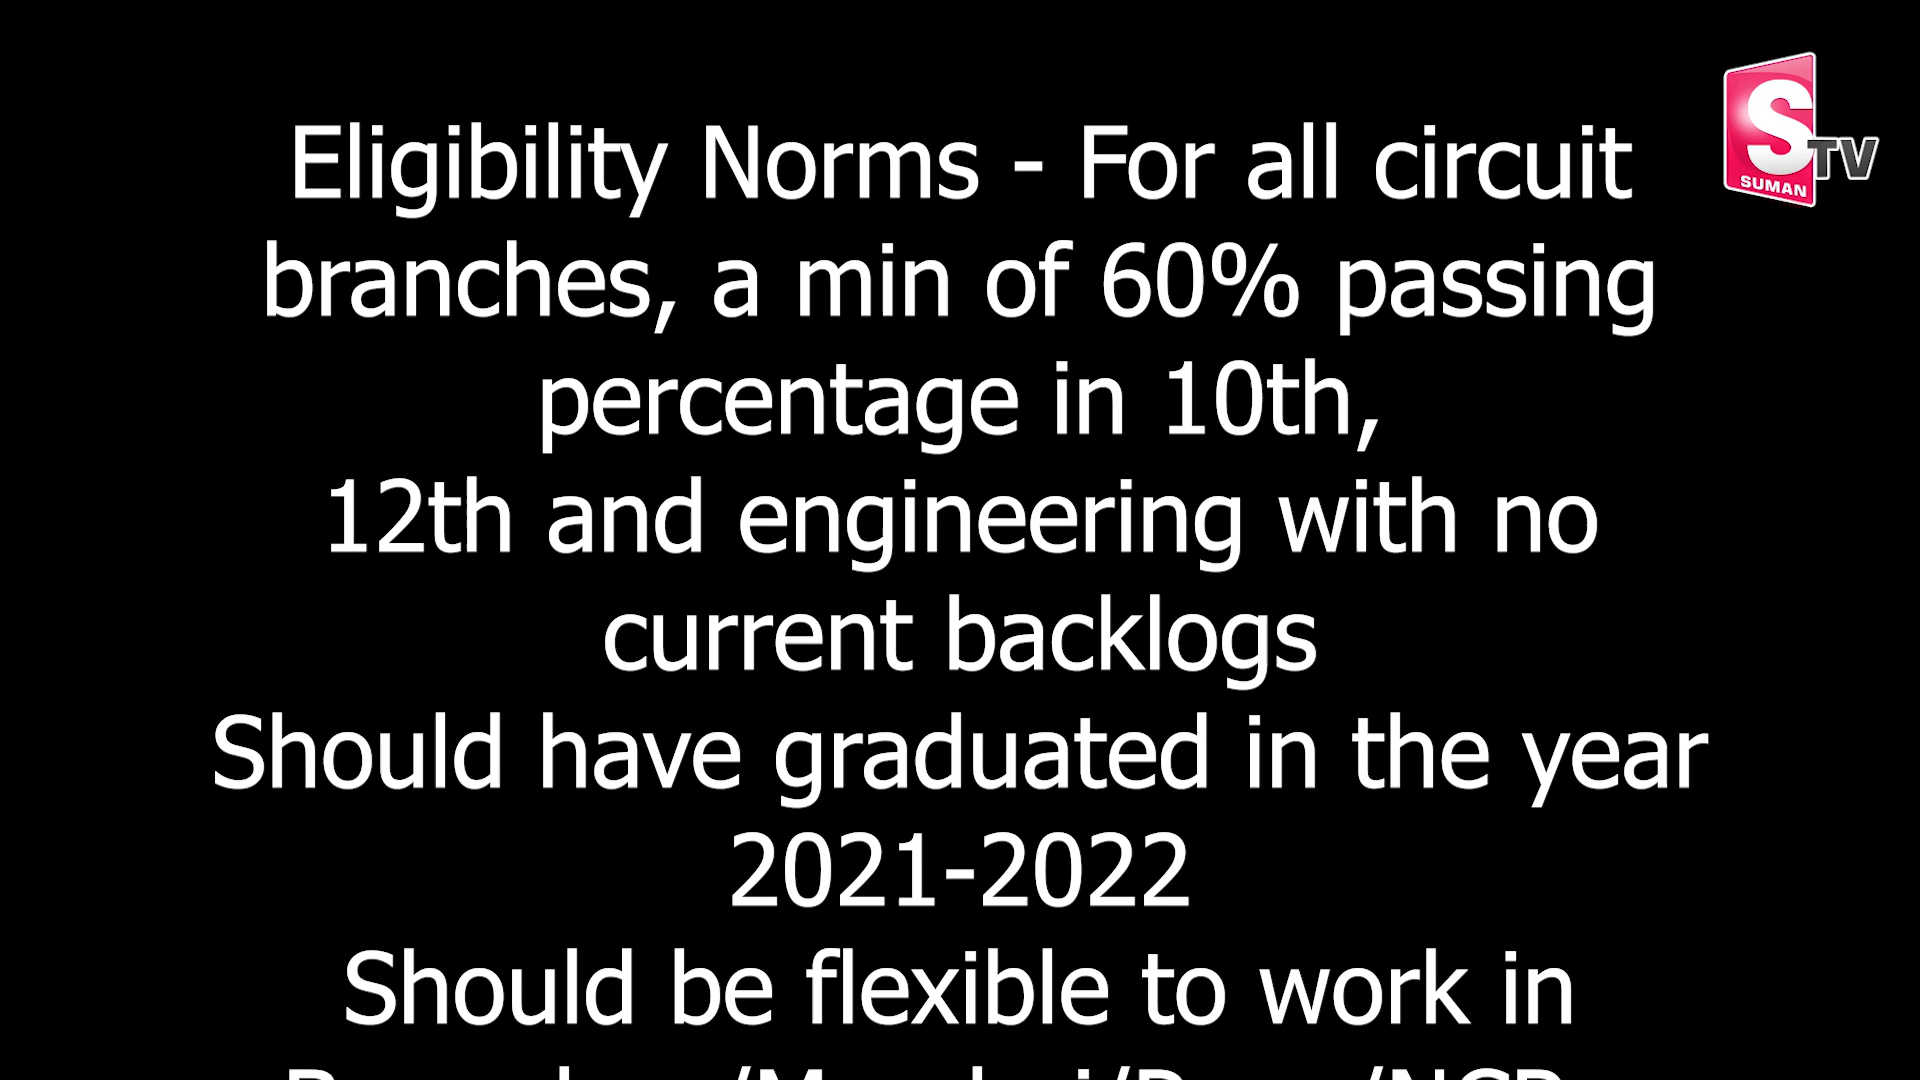 Eligibility Norms - For all circuit
branches, a min of 60% passing
percentage in 10th,
12th and engineering with no
current backlogs
Should have graduated in the year
2021-2022
Should be flexible to work in
S TV
SUMAN